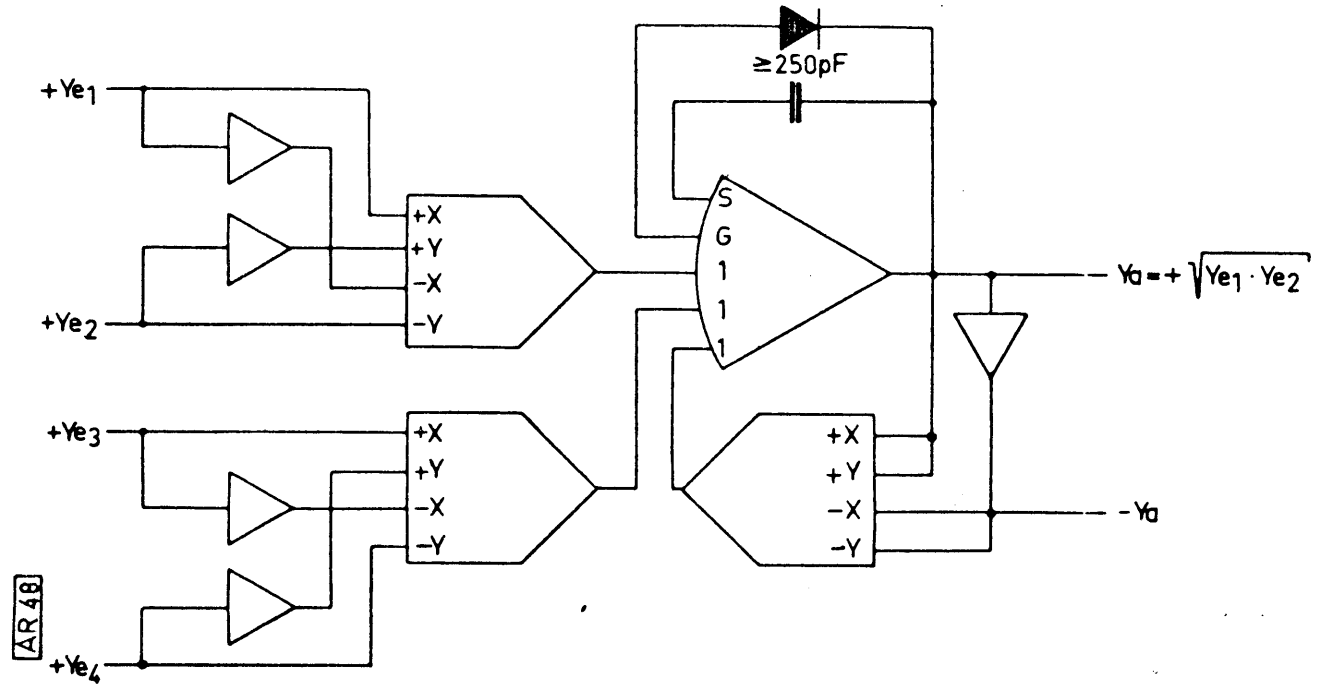 ≥250pF
+Ye1
S
+X
G
+Y
1
Ya = + √Ye1 · Ye2
-X
1
+Ye2
-Y
1
+Ye3
+X
+X
+Y
+Y
-X
-X
-Ya
-Y
-Y
AR 48
+Ye4